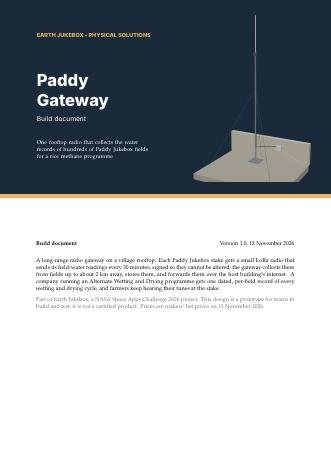 EARTH JUKEBOX • PHYSICAL SOLUTIONS
Paddy
Gateway
Build document
One rooftop radio that collects the water
records of hundreds of Paddy Jukebox fields
for a rice methane programme
Build document
Version 1.0, 12 November 2026
A long-range radio gateway on a village rooftop. Each Paddy Jukebox stake gets a small LoRa radio that
sends its field-water readings every 30 minutes, signed so they cannot be altered; the gateway collects them
from fields up to about 2 km away, stores them, and forwards them over the host building's internet. A
company running an Alternate Wetting and Drying programme gets one dated, per-field record of every
wetting and drying cycle, and farmers keep hearing their tunes at the stake.
Part of Earth Jukebox, a NASA Space Apps Challenge 2026 project. This design is a prototype for teams to
build and test; it is not a certified product. Prices are makers' list prices on 12 November 2026.